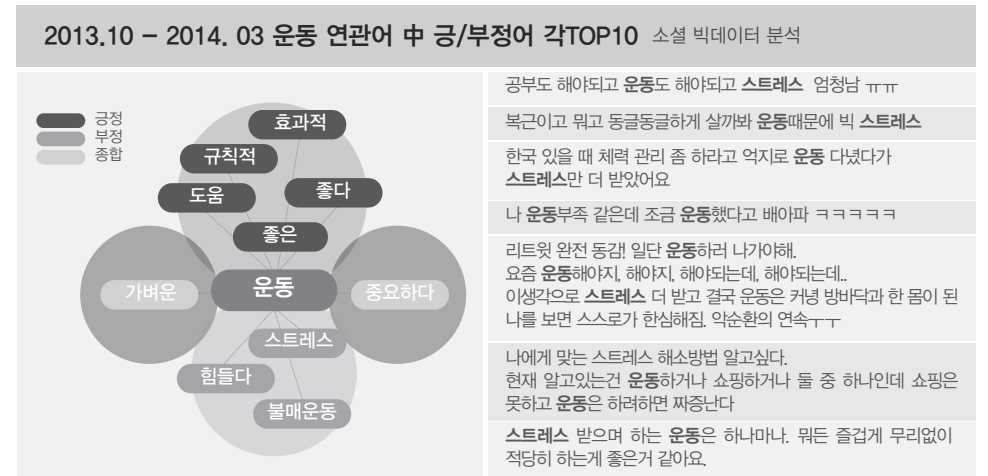 2013.10 - 2014. 03 운동 연관어 中 긍/부정어 각TOP10 소셜 빅데이터 분석
긍정
부정
종합
효과적
규칙적
도움
좋다
좋은
가벼운
운동
중요하다
스트레스
힘들다
불매운동
공부도 해야되고 운동도 해야되고 스트레스 엄청남 ㅠㅠ
복근이고 뭐고 동글동글하게 살까봐 운동때문에 빅 스트레스
한국 있을 때 체력 관리 좀 하라고 억지로 운동 다녔다가
스트레스만 더 받았어요
나 운동부족 같은데 조금 운동했다고 배아파 ㅋㅋㅋㅋㅋ
리트윗 완전 동감! 일단 운동하러 나가야해.
요즘 운동해야지, 해야지, 해야되는데, 해야되는데..
이생각으로 스트레스 더 받고 결국 운동은 커녕 방바닥과 한 몸이 된
나를 보면 스스로가 한심해짐. 악순환의 연속ㅜㅜ
나에게 맞는 스트레스 해소방법 알고싶다.
현재 알고있는건 운동하거나 쇼핑하거나 둘 중 하나인데 쇼핑은
못하고 운동은 하려하면 짜증난다
스트레스 받으며 하는 운동은 하나마나. 뭐든 즐겁게 무리없이
적당히 하는게 좋은거 같아요.